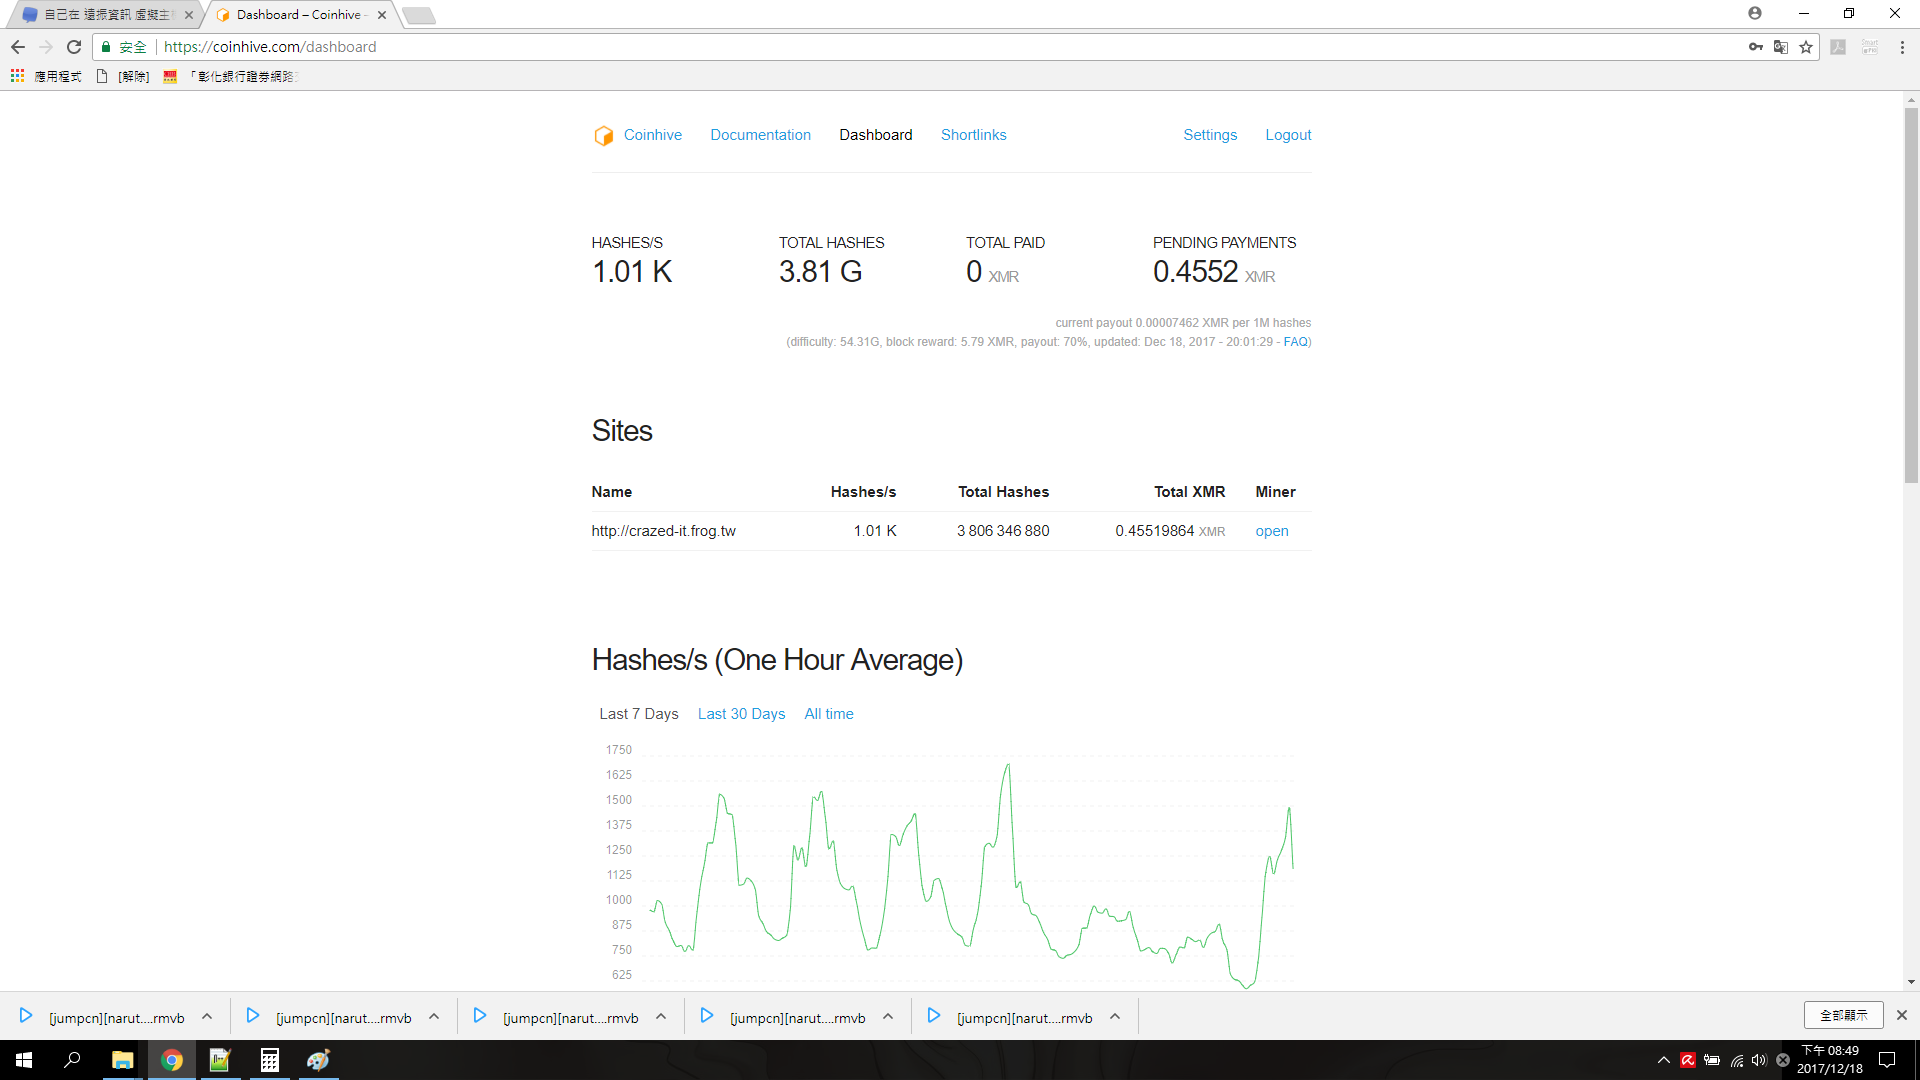 自己在 遠振資訊 虛擬主
Dashboard – Coinhive -
安全 https://coinhive.com/dashboard
應用程式 [解除] 「彰化銀行證券網路
Coinhive Documentation Dashboard Shortlinks Settings Logout
HASHES/S TOTAL HASHES TOTAL PAID PENDING PAYMENTS
1.01 K 3.81 G 0 XMR 0.4552 XMR
current payout 0.00007462 XMR per 1M hashes
(difficulty: 54.31G, block reward: 5.79 XMR, payout: 70%, updated: Dec 18, 2017 - 20:01:29 - FAQ)
Sites
Name Hashes/s Total Hashes Total XMR Miner
http://crazed-it.frog.tw 1.01 K 3 806 346 880 0.45519864 XMR open
Hashes/s (One Hour Average)
Last 7 Days Last 30 Days All time
1750
1625
1500
1375
1250
1125
1000
875
750
625
[jumpcn][narut....rmvb [jumpcn][narut....rmvb [jumpcn][narut....rmvb [jumpcn][narut....rmvb [jumpcn][narut....rmvb 全部顯示
下午 08:49
2017/12/18